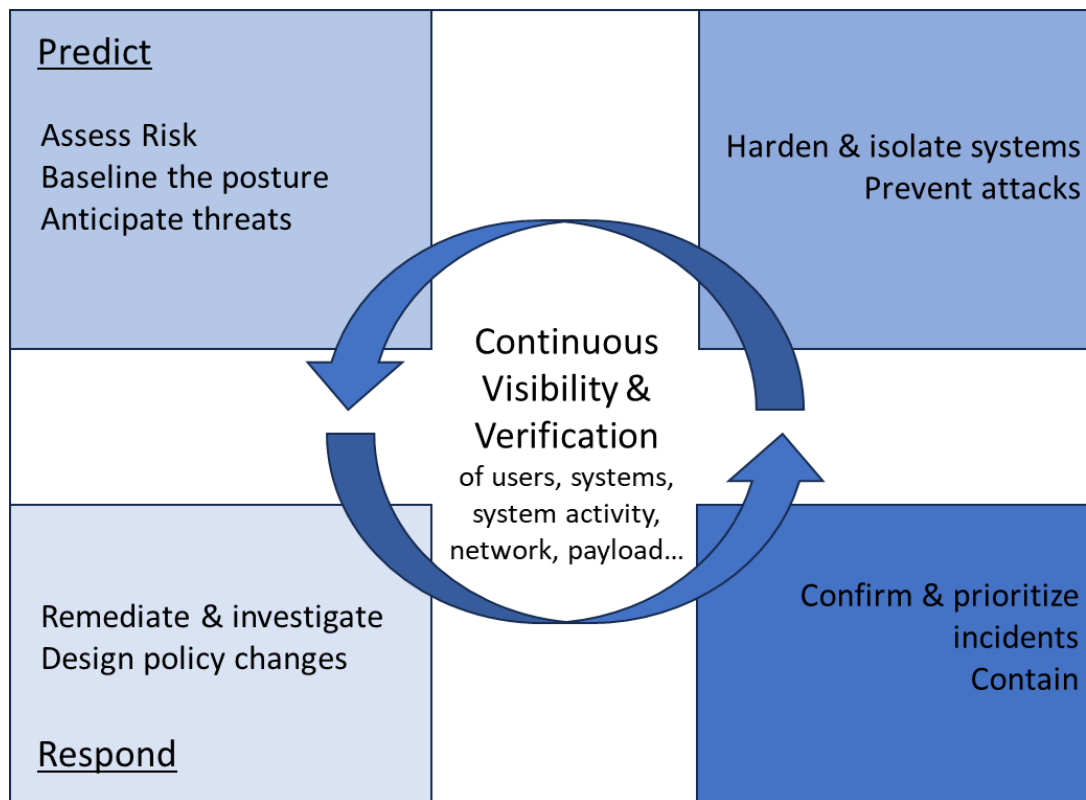 Predict
Assess Risk
Baseline the posture
Anticipate threats
Harden & isolate systems
Prevent attacks
Continuous
Visibility &
Verification
of users, systems,
system activity,
network, payload...
Remediate & investigate
Design policy changes
Respond
Confirm & prioritize
incidents
Contain